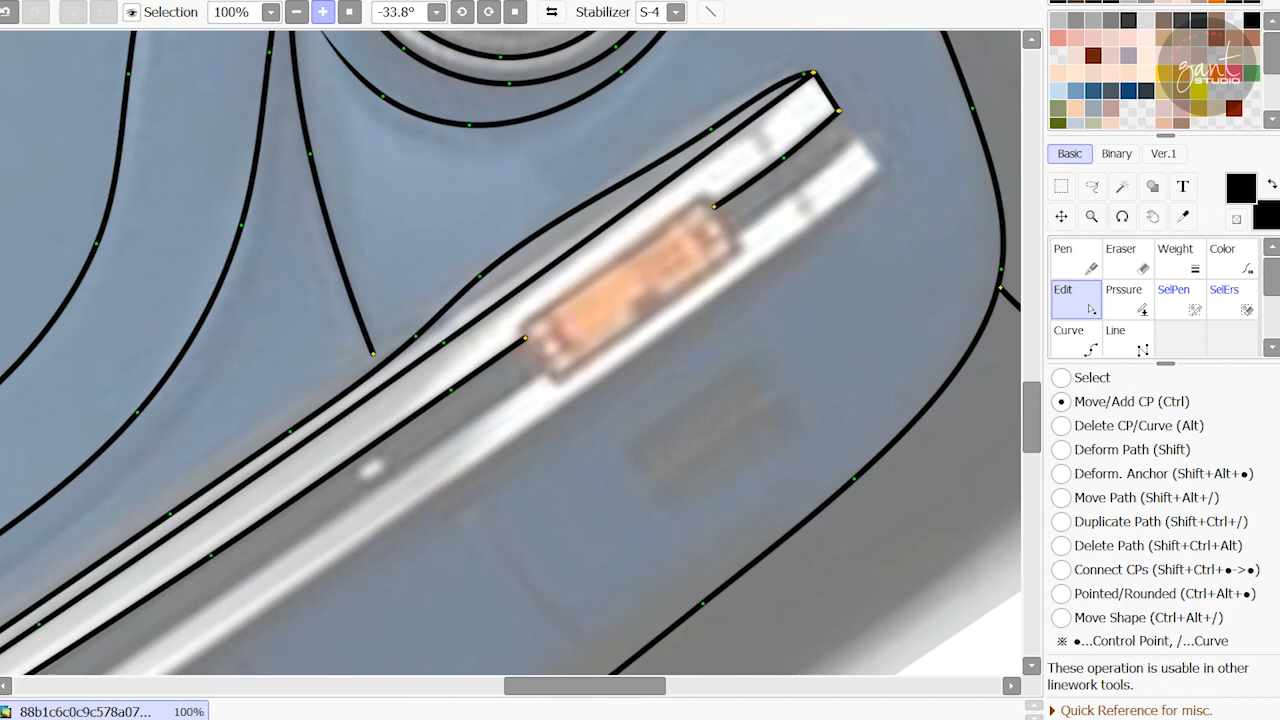 Selection 100% -33.8° Stabilizer S-4
gant
STUDIO
Basic Binary Ver.1
T
Pen Eraser Weight Color
Edit Prssure SelPen SelErs
Curve Line
Select
Move/Add CP (Ctrl)
Delete CP/Curve (Alt)
Deform Path (Shift)
Deform. Anchor (Shift+Alt+●)
Move Path (Shift+Alt+/)
Duplicate Path (Shift+Ctrl+/)
Delete Path (Shift+Ctrl+Alt)
Connect CPs (Shift+Ctrl+●->●)
Pointed/Rounded (Ctrl+Alt+●)
Move Shape (Ctrl+Alt+/)
※ ●...Control Point, /...Curve
These operation is usable in other
linework tools.
Quick Reference for misc.
88b1c6c0c9c578a07... 100%